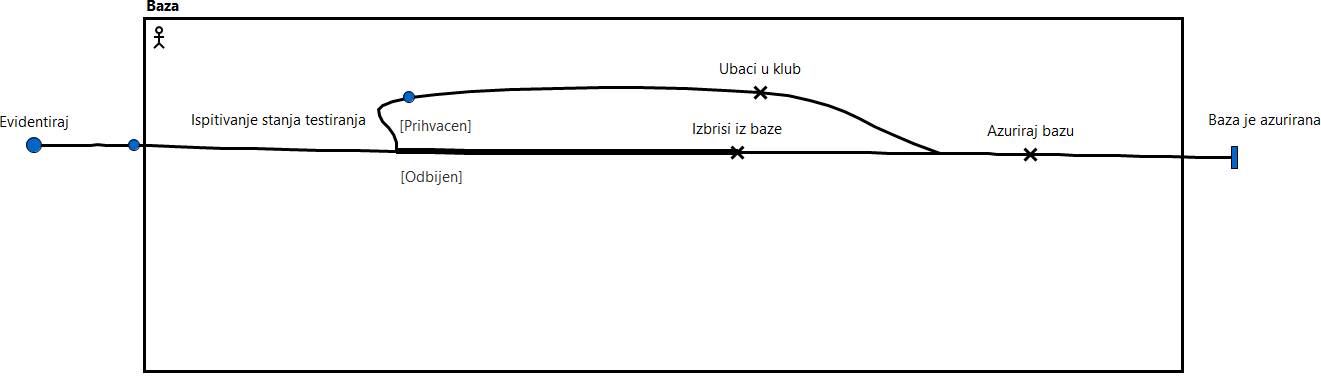 Baza
Ubaci u klub
Evidentiraj
Ispitivanje stanja testiranja
[Prihvacen]
Izbrisi iz baze
Azuriraj bazu
Baza je azurirana
[Odbijen]